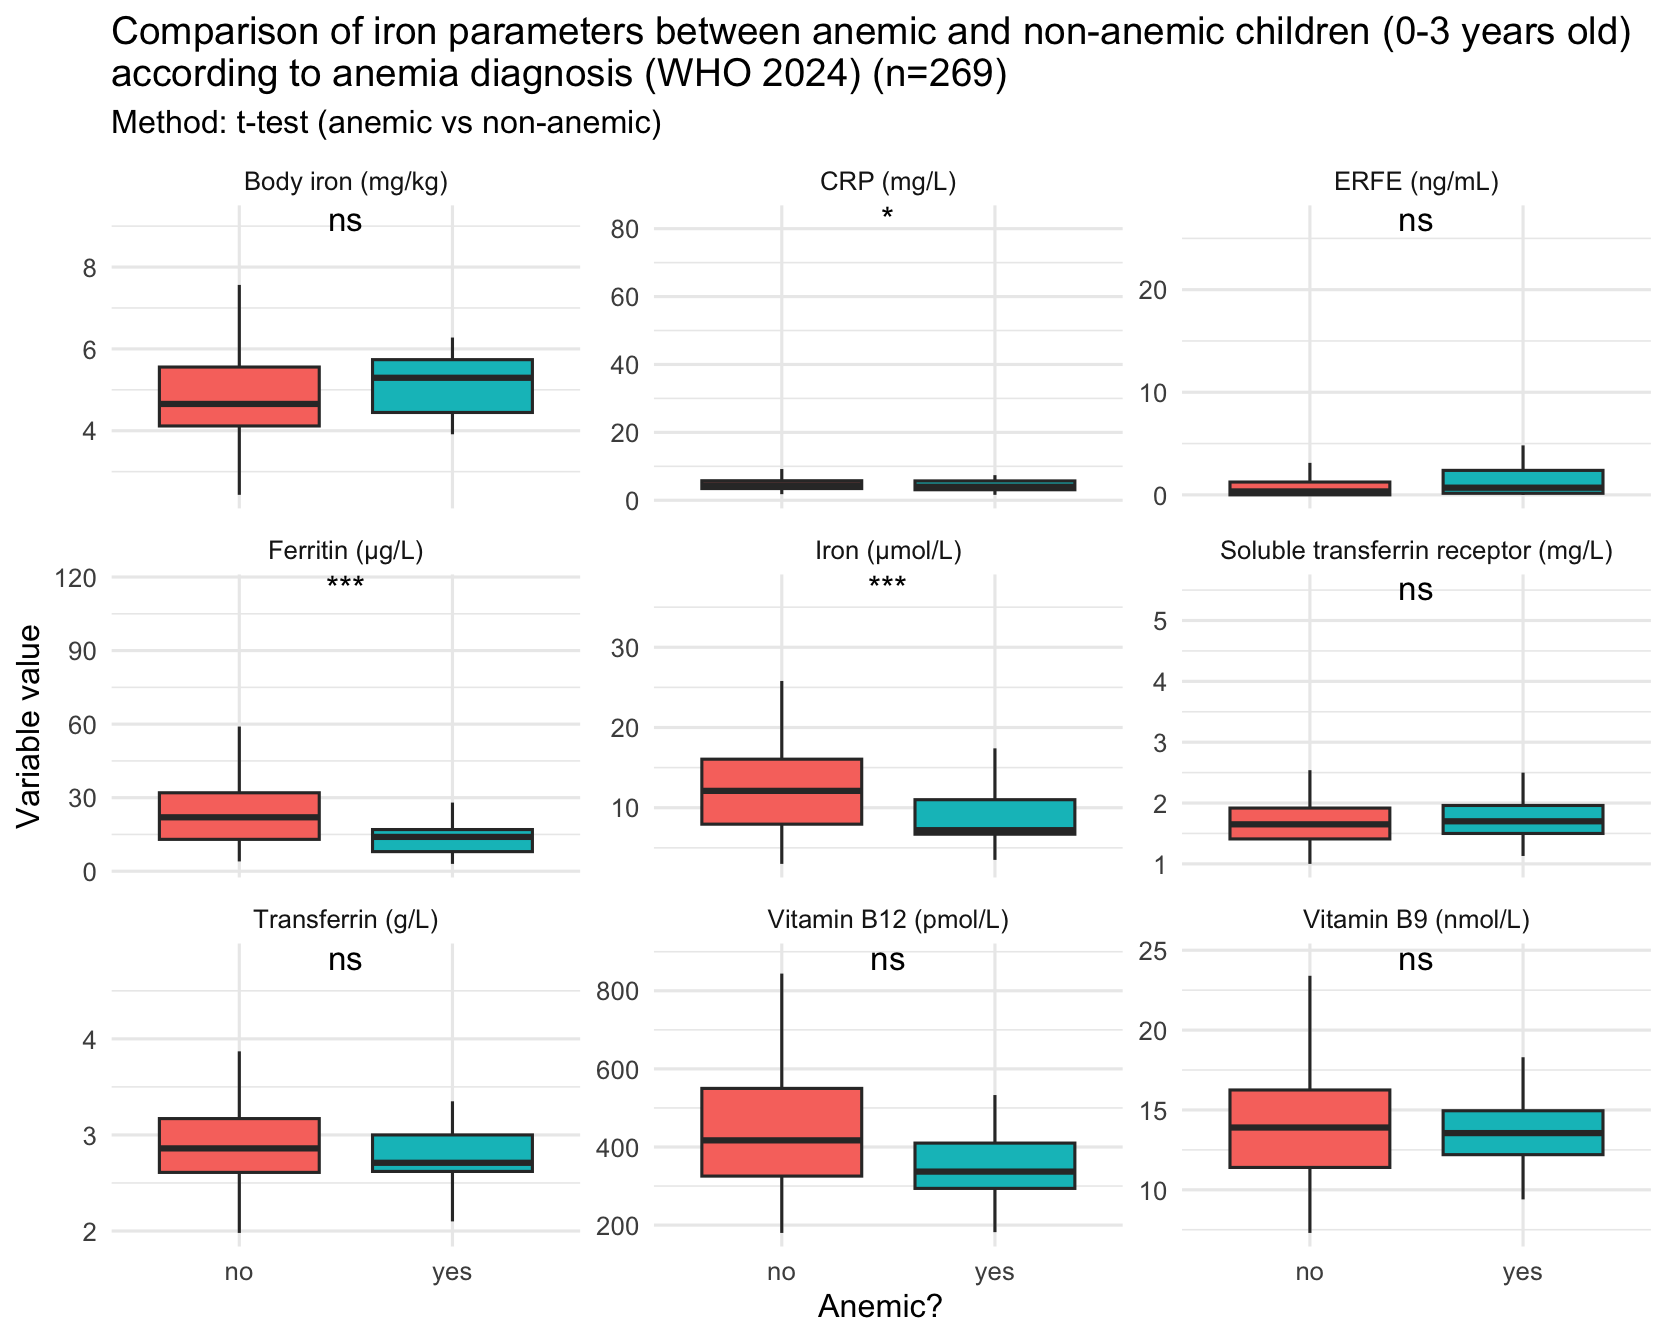 Comparison of iron parameters between anemic and non-anemic children (0-3 years old)
according to anemia diagnosis (WHO 2024) (n=269)
Method: t-test (anemic vs non-anemic)
Body iron (mg/kg)
ns
8
6
4
CRP (mg/L)
*
80
60
40
20
0
ERFE (ng/mL)
ns
20
10
0
Variable value
Ferritin (µg/L)
***
120
90
60
30
0
Iron (µmol/L)
***
30
20
10
Soluble transferrin receptor (mg/L)
ns
5
4
3
2
1
Transferrin (g/L)
ns
4
3
2
no yes
Vitamin B12 (pmol/L)
ns
800
600
400
200
no yes
Vitamin B9 (nmol/L)
ns
25
20
15
10
no yes
Anemic?